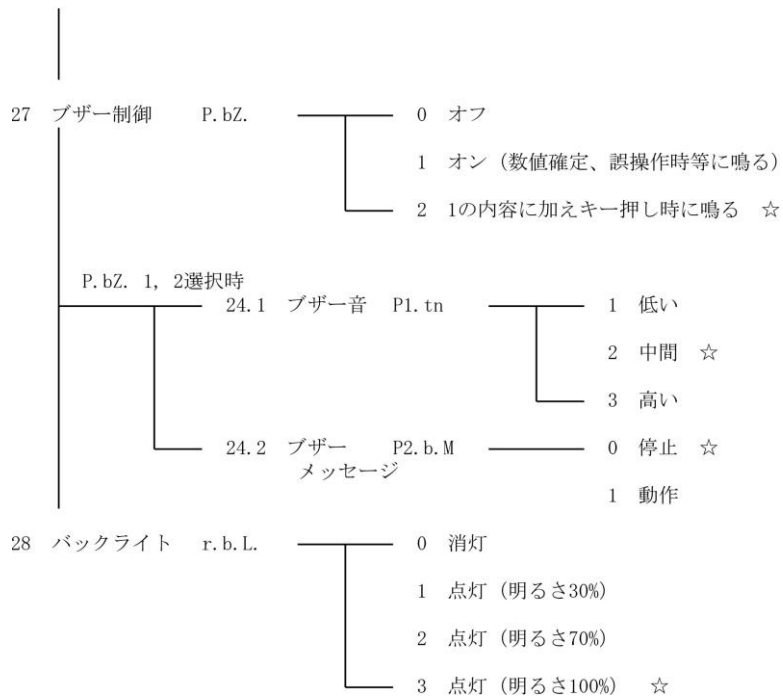 27 ブザー制御 P.bZ. 0 オフ
1 オン（数値確定、誤操作時等に鳴る）
2 1の内容に加えキー押し時に鳴る ☆
P.bZ. 1, 2選択時
24.1 ブザー音 P1.tn 1 低い
2 中間 ☆
3 高い
24.2 ブザー P2.b.M 0 停止 ☆
メッセージ
1 動作
28 バックライト r.b.L. 0 消灯
1 点灯（明るさ30%）
2 点灯（明るさ70%）
3 点灯（明るさ100%） ☆